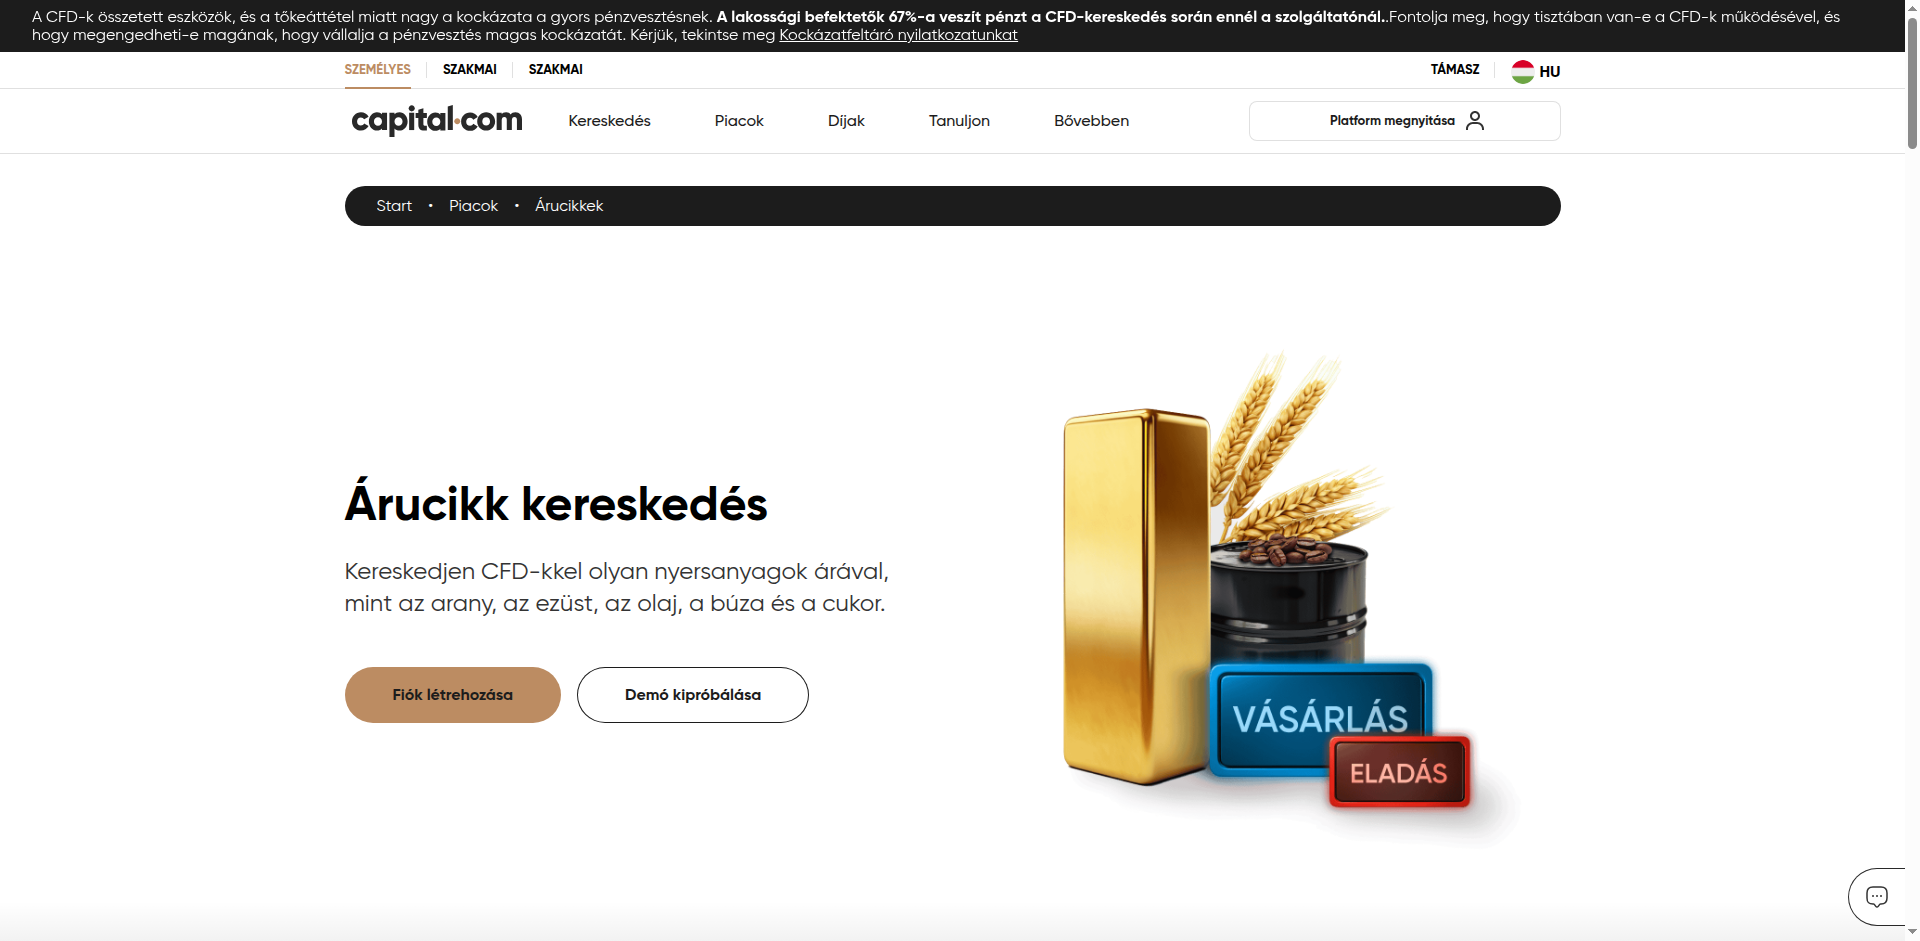 A CFD-k összetett eszközök, és a tőkeáttétel miatt nagy a kockázata a gyors pénzvesztésnek. A lakossági befektetők 67%-a veszít pénzt a CFD-kereskedés során ennél a szolgáltatónál..Fontolja meg, hogy tisztában van-e a CFD-k működésével, és
hogy megengedheti-e magának, hogy vállalja a pénzvesztés magas kockázatát. Kérjük, tekintse meg Kockázatfeltáró nyilatkozatunkat
SZEMÉLYES SZAKMAI SZAKMAI TÁMASZ HU
capital.com Kereskedés Piacok Díjak Tanuljon Bővebben Platform megnyitása
Start • Piacok • Árucikkek
Árucikk kereskedés
Kereskedjen CFD-kkel olyan nyersanyagok árával,
mint az arany, az ezüst, az olaj, a búza és a cukor.
Fiók létrehozása Demó kipróbálása
VÁSÁRLÁS
ELADÁS